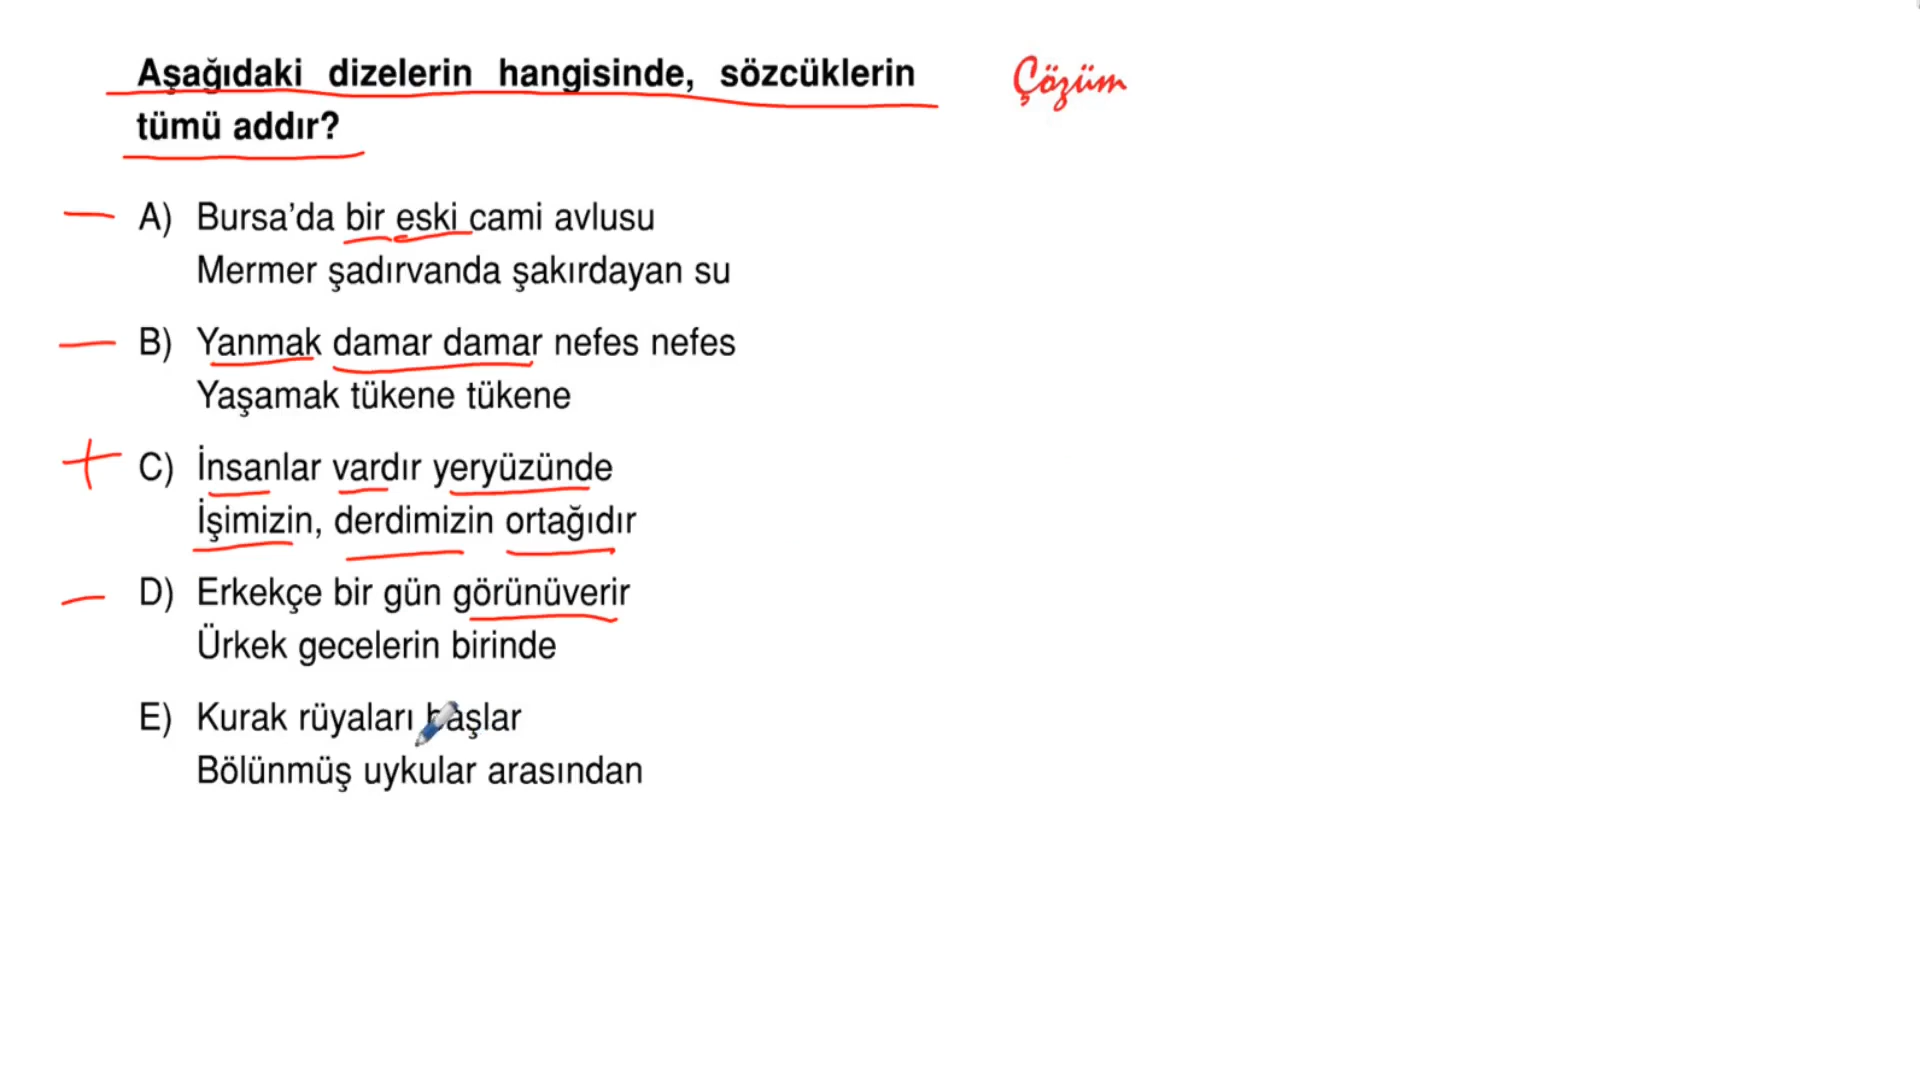 Aşağıdaki dizelerin hangisinde, sözcüklerin
tümü addır?
Çözüm
A) Bursa'da bir eski cami avlusu
Mermer şadırvanda şakırdayan su
B) Yanmak damar damar nefes nefes
Yaşamak tükene tükene
C) İnsanlar vardır yeryüzünde
İşimizin, derdimizin ortağıdır
D) Erkekçe bir gün görünüverir
Ürkek gecelerin birinde
E) Kurak rüyaları başlar
Bölünmüş uykular arasından